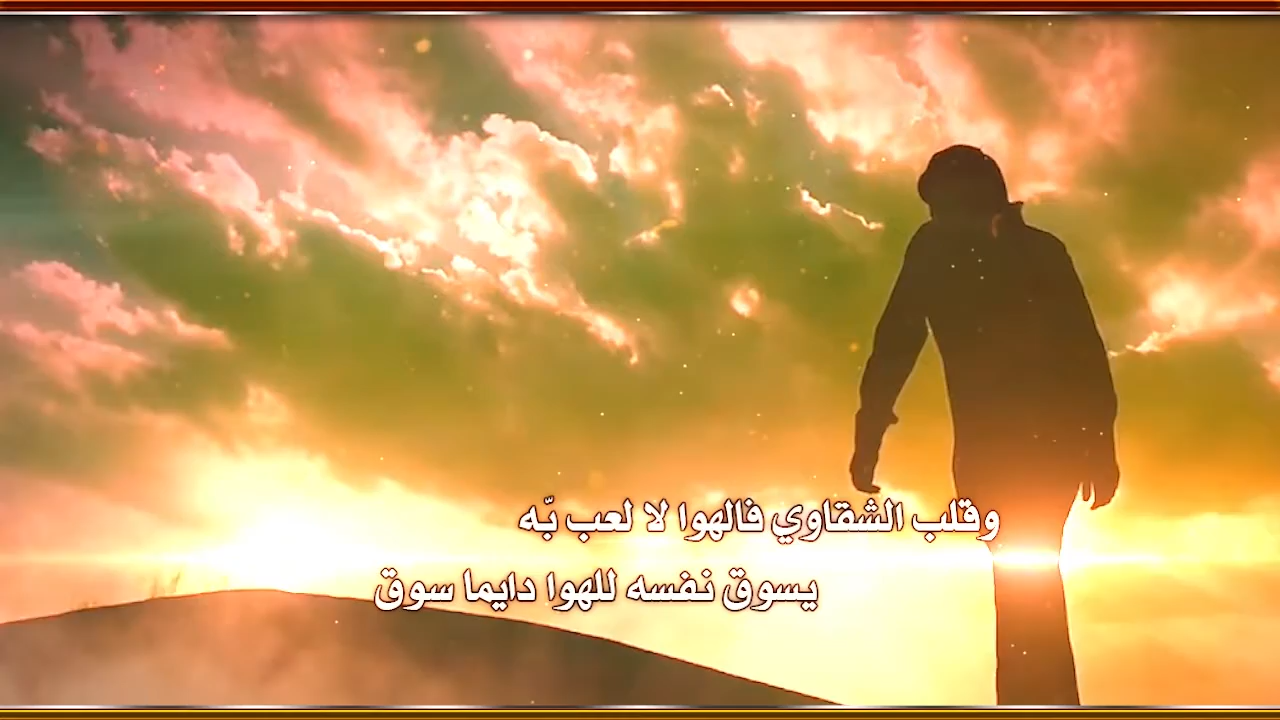 وقلب الشقاوي فالهوا لا لعب بّه
يسوق نفسه للهوا دايما سوق